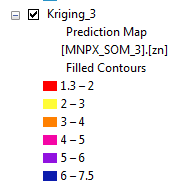 Kriging_3
Prediction Map
[MNPX_SOM_3].[zn]
Filled Contours
1.3 – 2
2 – 3
3 – 4
4 – 5
5 – 6
6 – 7.5